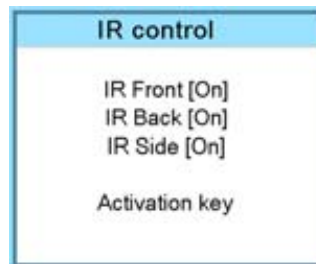 IR control
IR Front [On]
IR Back [On]
IR Side [On]
Activation key